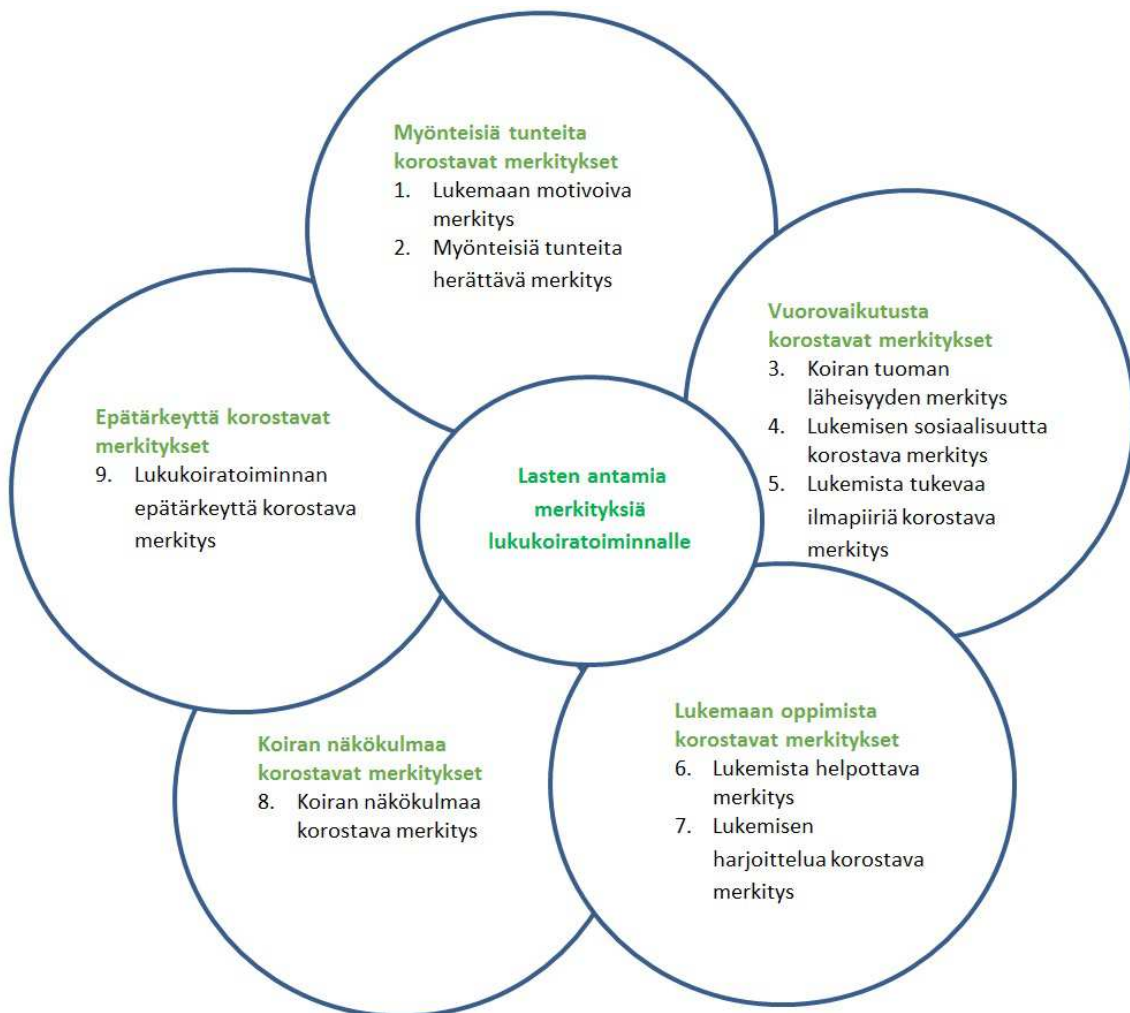 Myönteisiä tunteita
korostavat merkitykset
1. Lukemaan motivoiva
merkitys
2. Myönteisiä tunteita
herättävä merkitys
Vuorovaikutusta
korostavat merkitykset
3. Koiran tuoman
läheisyyden merkitys
4. Lukemisen sosiaalisuutta
korostava merkitys
5. Lukemista tukevaa
ilmapiiriä korostava
merkitys
Lukemaan oppimista
korostavat merkitykset
6. Lukemista helpottava
merkitys
7. Lukemisen
harjoittelua korostava
merkitys
Koiran näkökulmaa
korostavat merkitykset
8. Koiran näkökulmaa
korostava merkitys
Epätärkeyttä korostavat
merkitykset
9. Lukukoiratoiminnan
epätärkeyttä korostava
merkitys
Lasten antamia
merkityksiä
lukukoiratoiminnalle